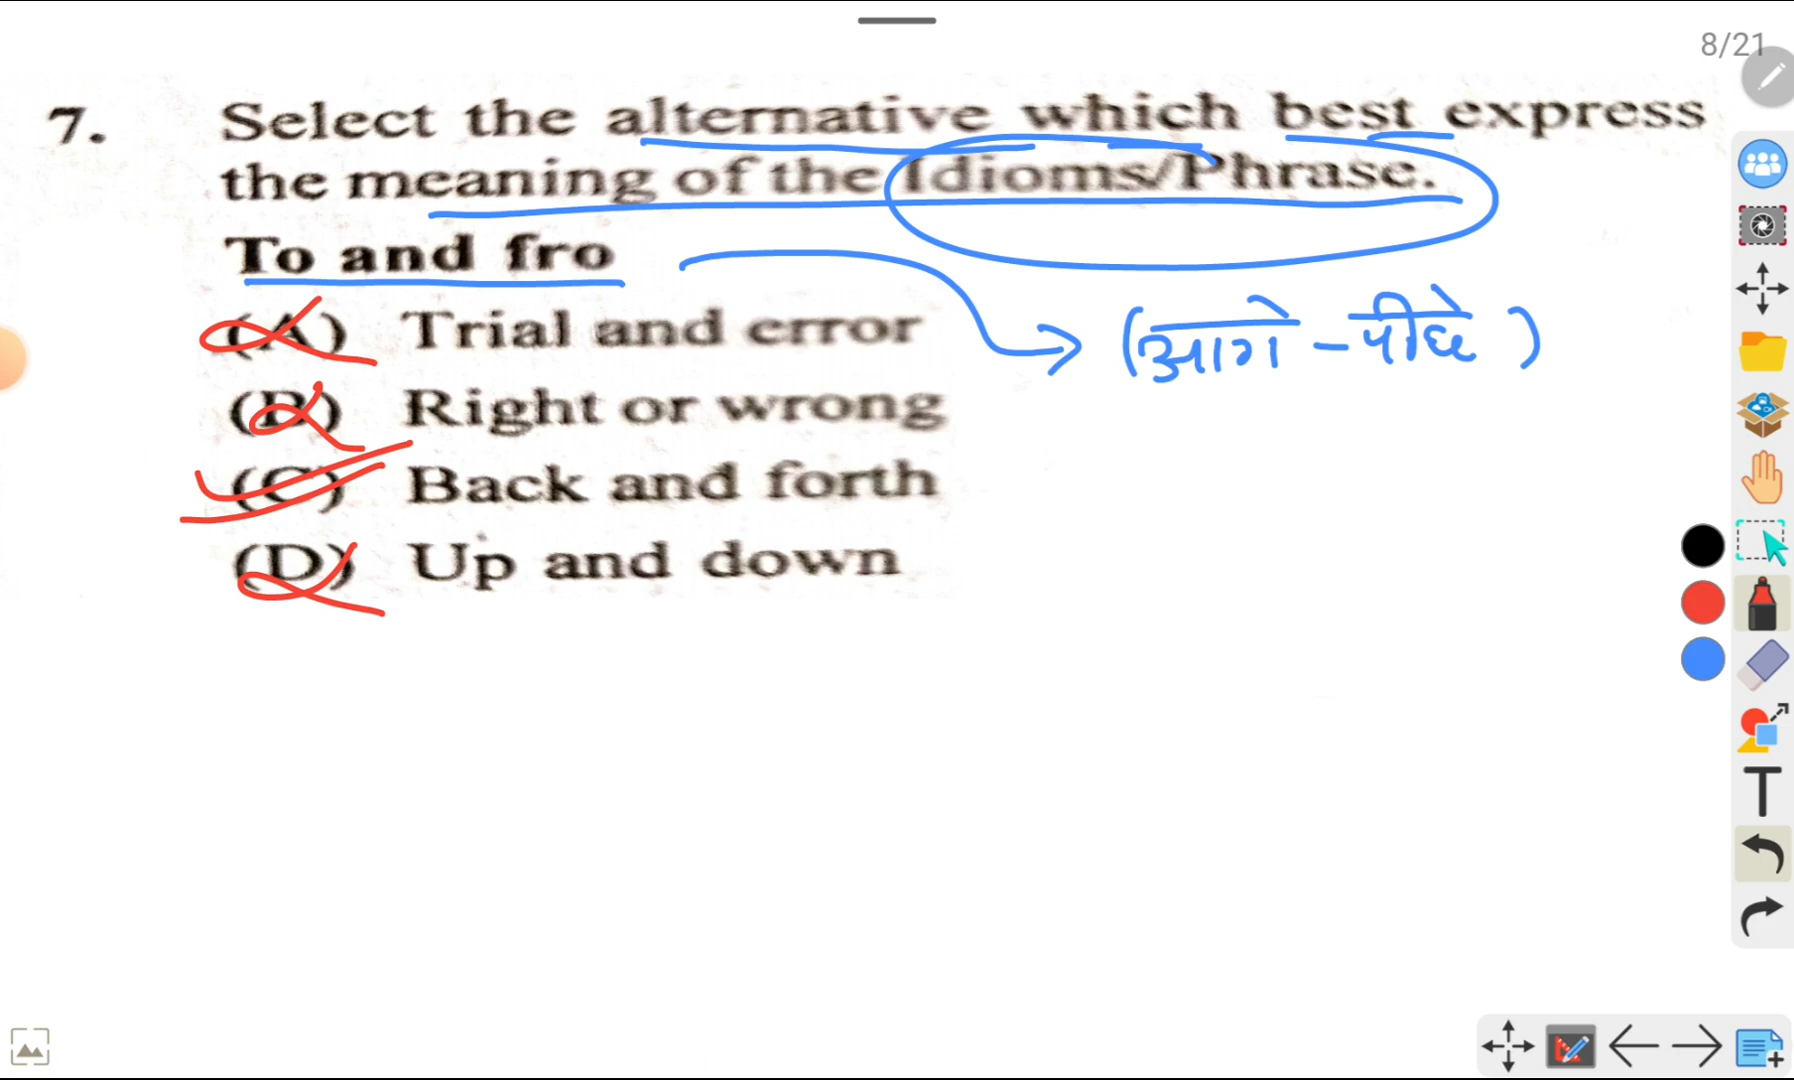 8/21
7. Select the alternative which best express
the meaning of the Idioms/Phrase.
To and fro
(आगे-पीछे)
(A) Trial and error
(B) Right or wrong
(C) Back and forth
(D) Up and down
T